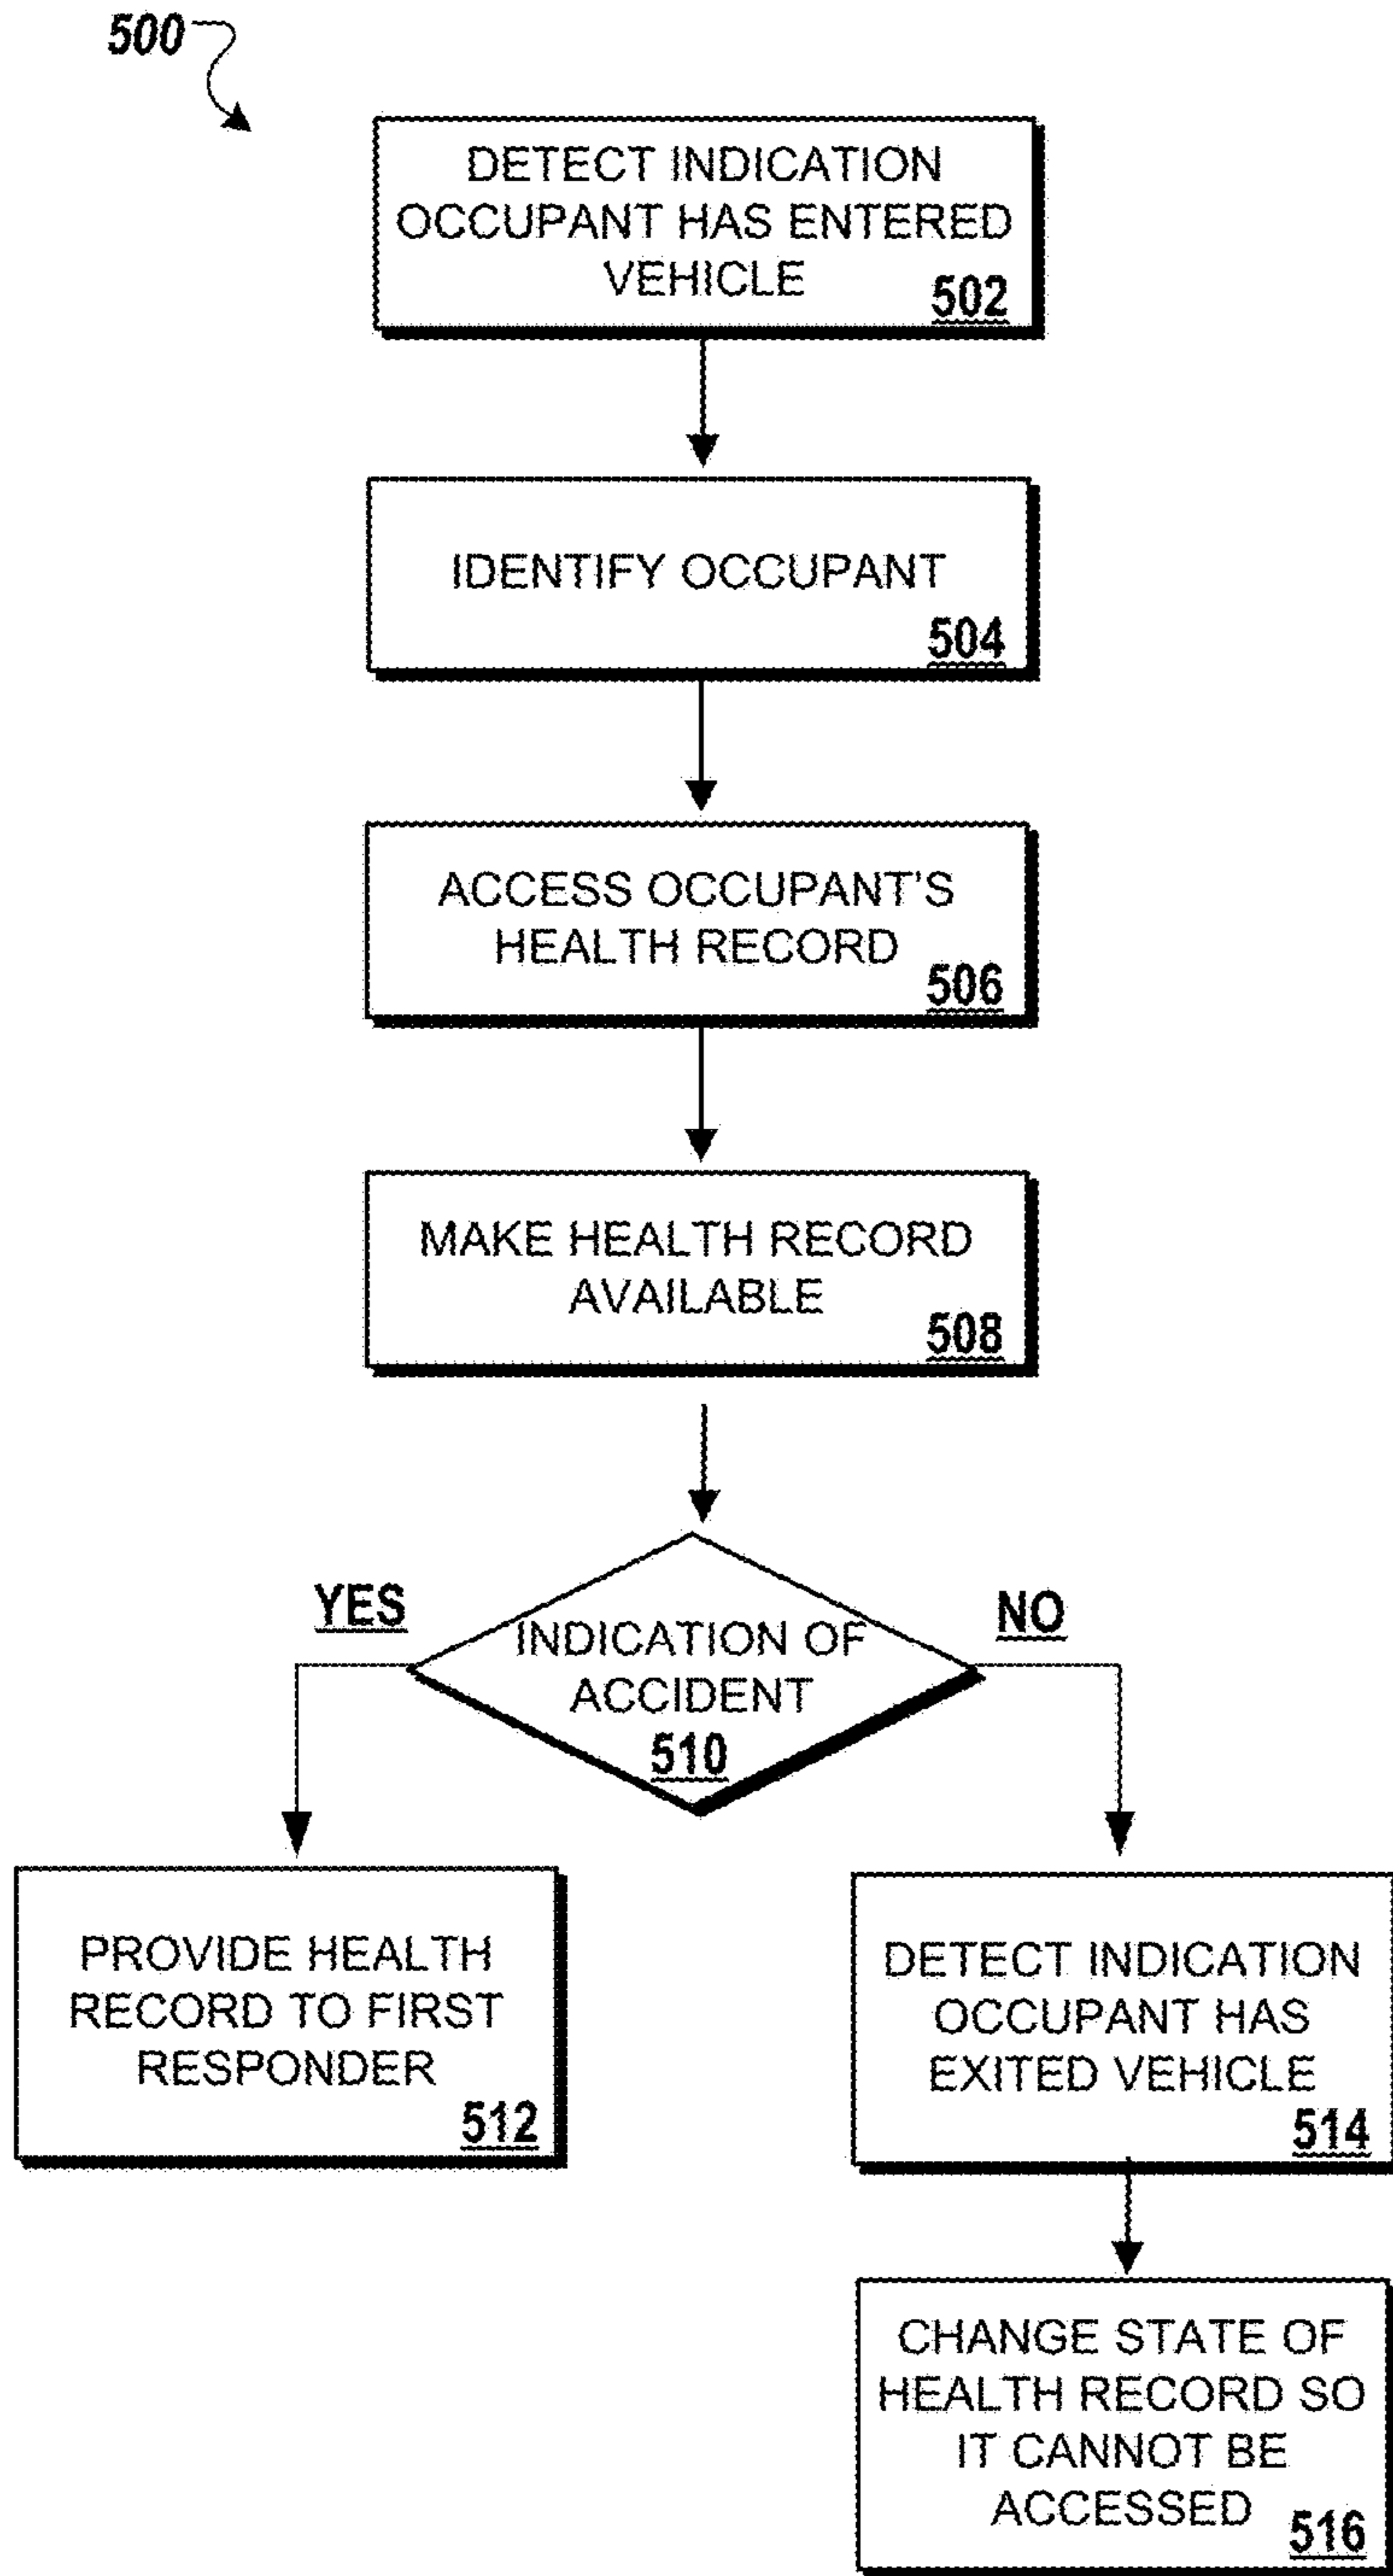 500
DETECT INDICATION
OCCUPANT HAS ENTERED
VEHICLE
502
IDENTIFY OCCUPANT
504
ACCESS OCCUPANT'S
HEALTH RECORD
506
MAKE HEALTH RECORD
AVAILABLE
508
YES
NO
INDICATION OF
ACCIDENT
510
PROVIDE HEALTH
RECORD TO FIRST
RESPONDER
512
DETECT INDICATION
OCCUPANT HAS
EXITED VEHICLE
514
CHANGE STATE OF
HEALTH RECORD SO
IT CANNOT BE
ACCESSED
516